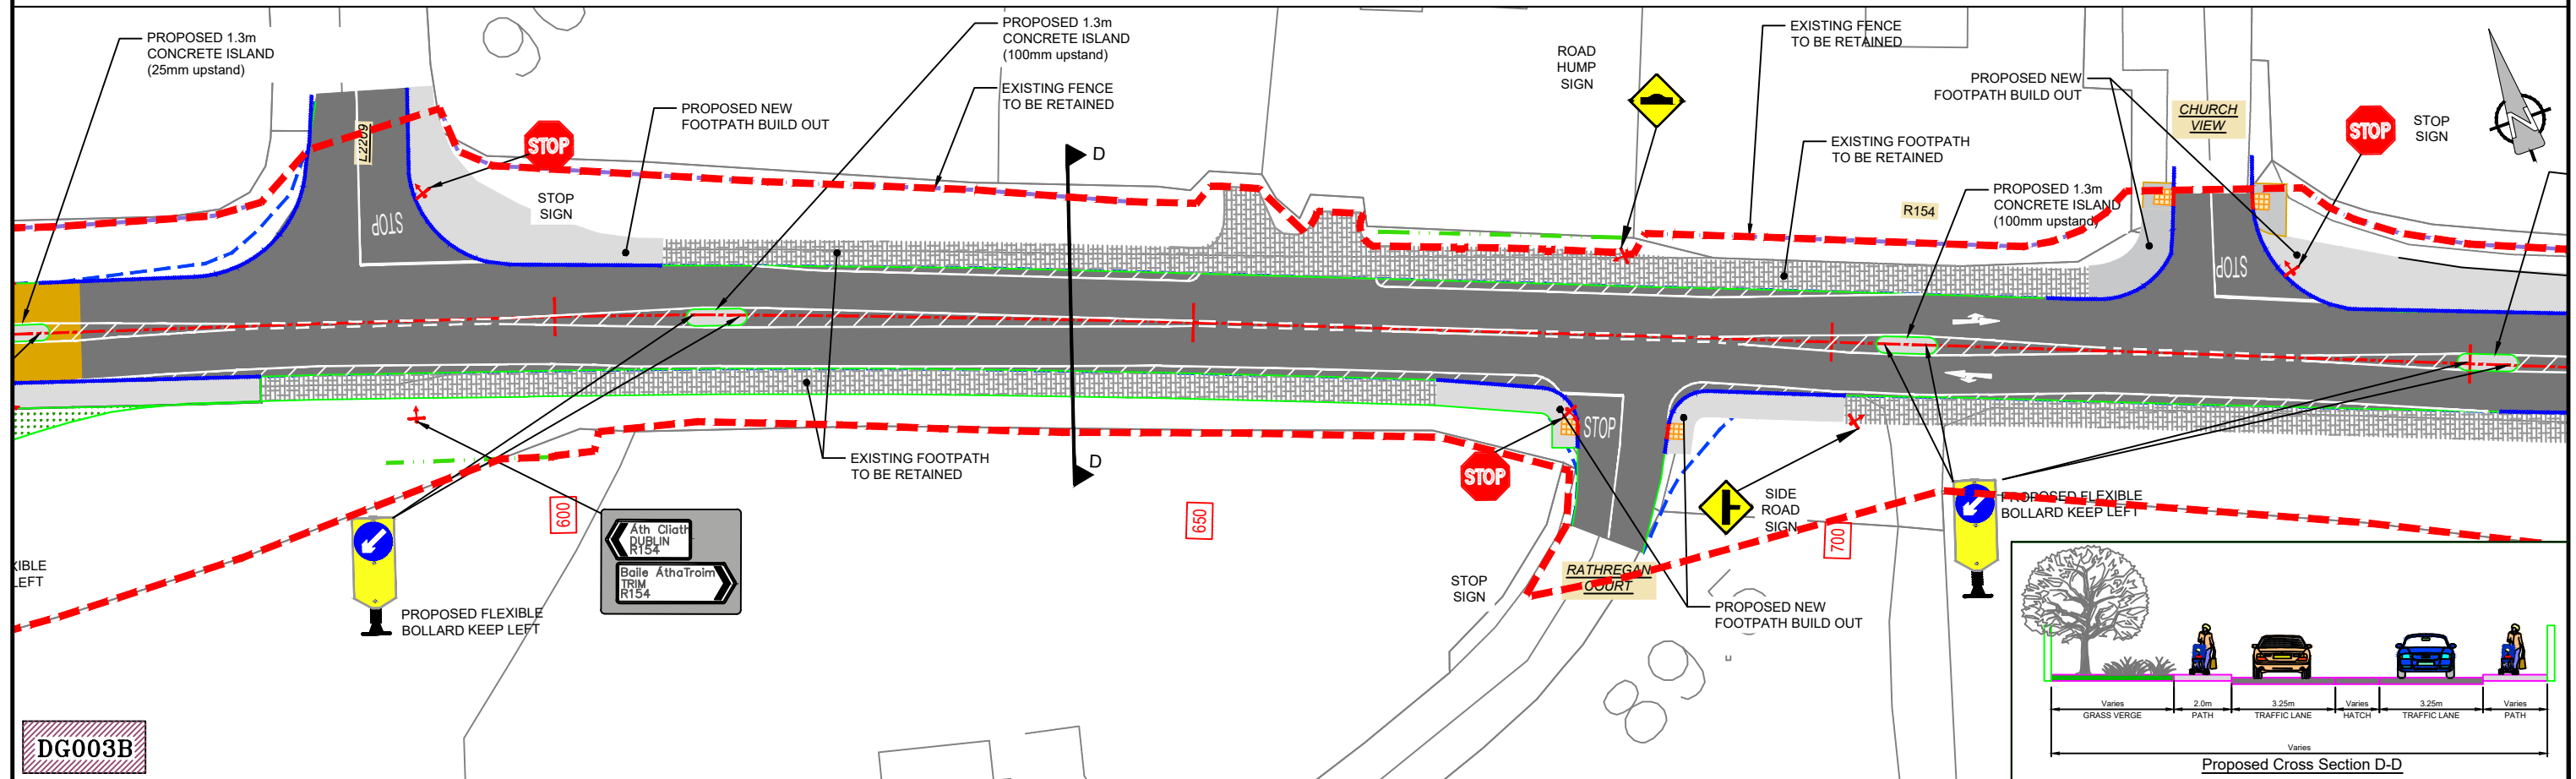 PROPOSED 1.3m
CONCRETE ISLAND
(25mm upstand)
L2209
STOP
STOP
STOP
SIGN
PROPOSED NEW
FOOTPATH BUILD OUT
PROPOSED 1.3m
CONCRETE ISLAND
(100mm upstand)
EXISTING FENCE
TO BE RETAINED
D
D
ROAD
HUMP
SIGN
EXISTING FENCE
TO BE RETAINED
EXISTING FOOTPATH
TO BE RETAINED
PROPOSED NEW
FOOTPATH BUILD OUT
CHURCH
VIEW
STOP
STOP
SIGN
N
R154
PROPOSED 1.3m
CONCRETE ISLAND
(100mm upstand)
STOP
EXISTING FOOTPATH
TO BE RETAINED
600
650
700
Áth Cliath
DUBLIN
R154
Baile ÁthaTroim
TRIM
R154
XIBLE
LEFT
PROPOSED FLEXIBLE
BOLLARD KEEP LEFT
STOP
STOP
STOP
SIGN
RATHREGAN
COURT
SIDE
ROAD
SIGN
PROPOSED NEW
FOOTPATH BUILD OUT
PROPOSED FLEXIBLE
BOLLARD KEEP LEFT
Varies
GRASS VERGE
2.0m
PATH
3.25m
TRAFFIC LANE
Varies
HATCH
3.25m
TRAFFIC LANE
Varies
PATH
Varies
Proposed Cross Section D-D
DG003B